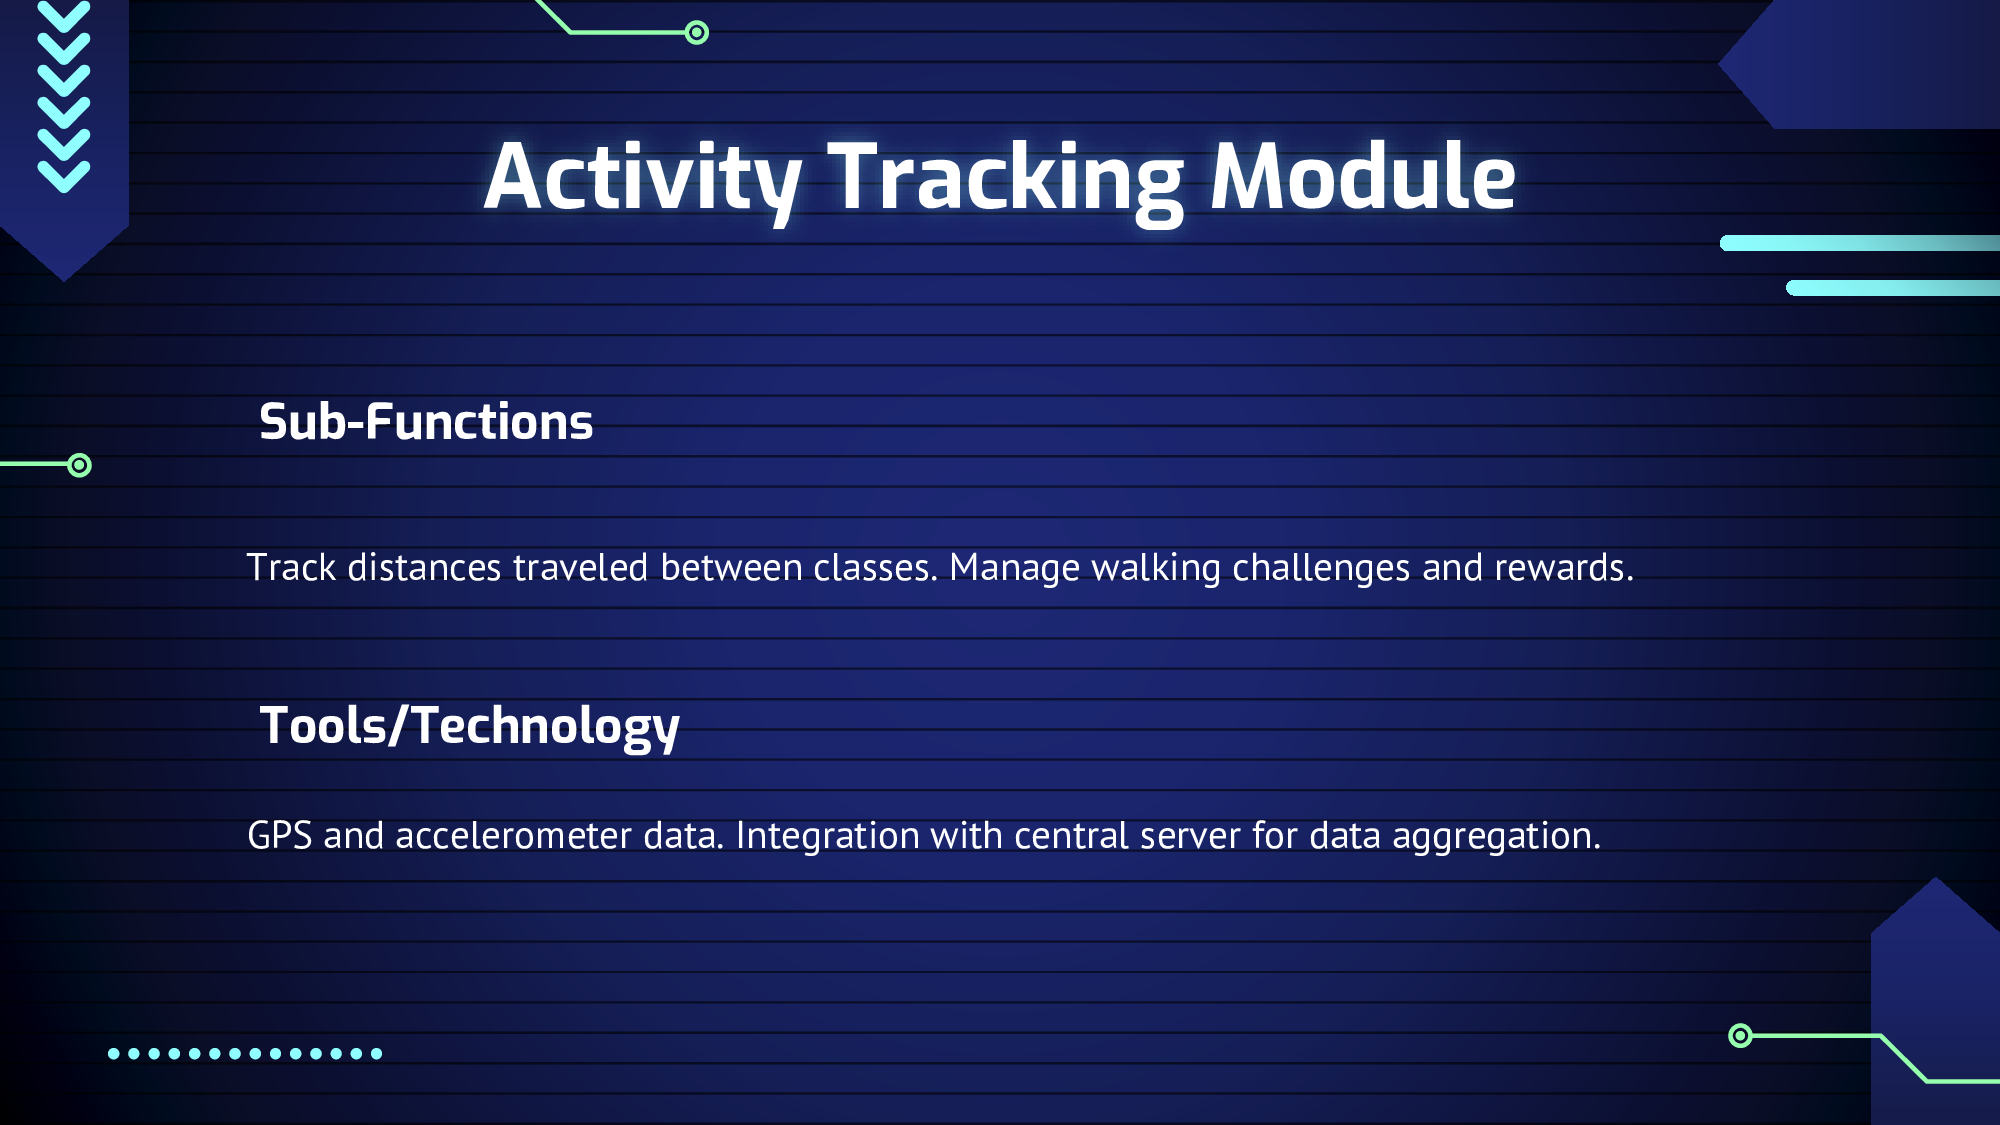 Activity Tracking Module
Sub-Functions
Track distances traveled between classes. Manage walking challenges and rewards.
Tools/Technology
GPS and accelerometer data. Integration with central server for data aggregation.